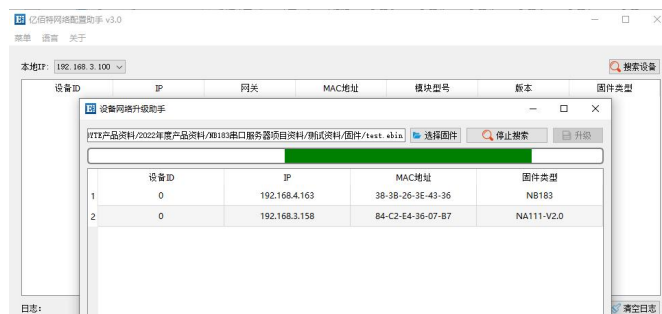 亿佰特网络配置助手 v3.0
菜单 语言 关于
本地IP: 192.168.3.100 搜索设备
设备ID IP 网关 MAC地址 模块型号 版本 固件类型
设备网络升级助手
YTE产品资料/2022年度产品资料/NB183串口服务器项目资料/测试资料/固件/test.ebin 选择固件 停止搜索 升级
设备ID IP MAC地址 固件类型
1 0 192.168.4.163 38-3B-26-3E-43-36 NB183
2 0 192.168.3.158 84-C2-E4-36-07-B7 NA111-V2.0
日志: 清空日志